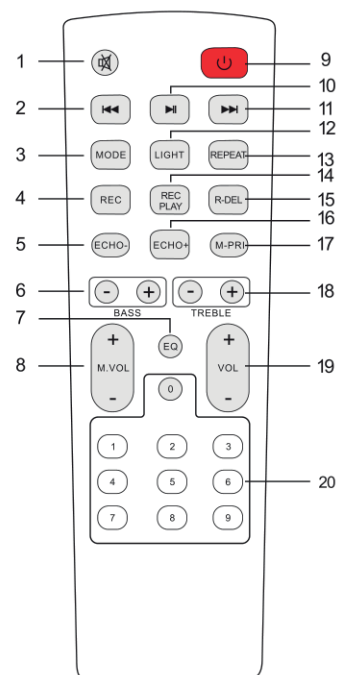 1
9
10
2
11
12
3
MODE
LIGHT
REPEAT
13
14
4
REC
REC
PLAY
R-DEL
15
16
5
ECHO-
ECHO+
M-PRI
17
6
- +
- +
18
BASS
TREBLE
7
8
+
M.VOL
-
EQ
+
VOL
-
19
0
1 2 3
4 5 6
20
7 8 9